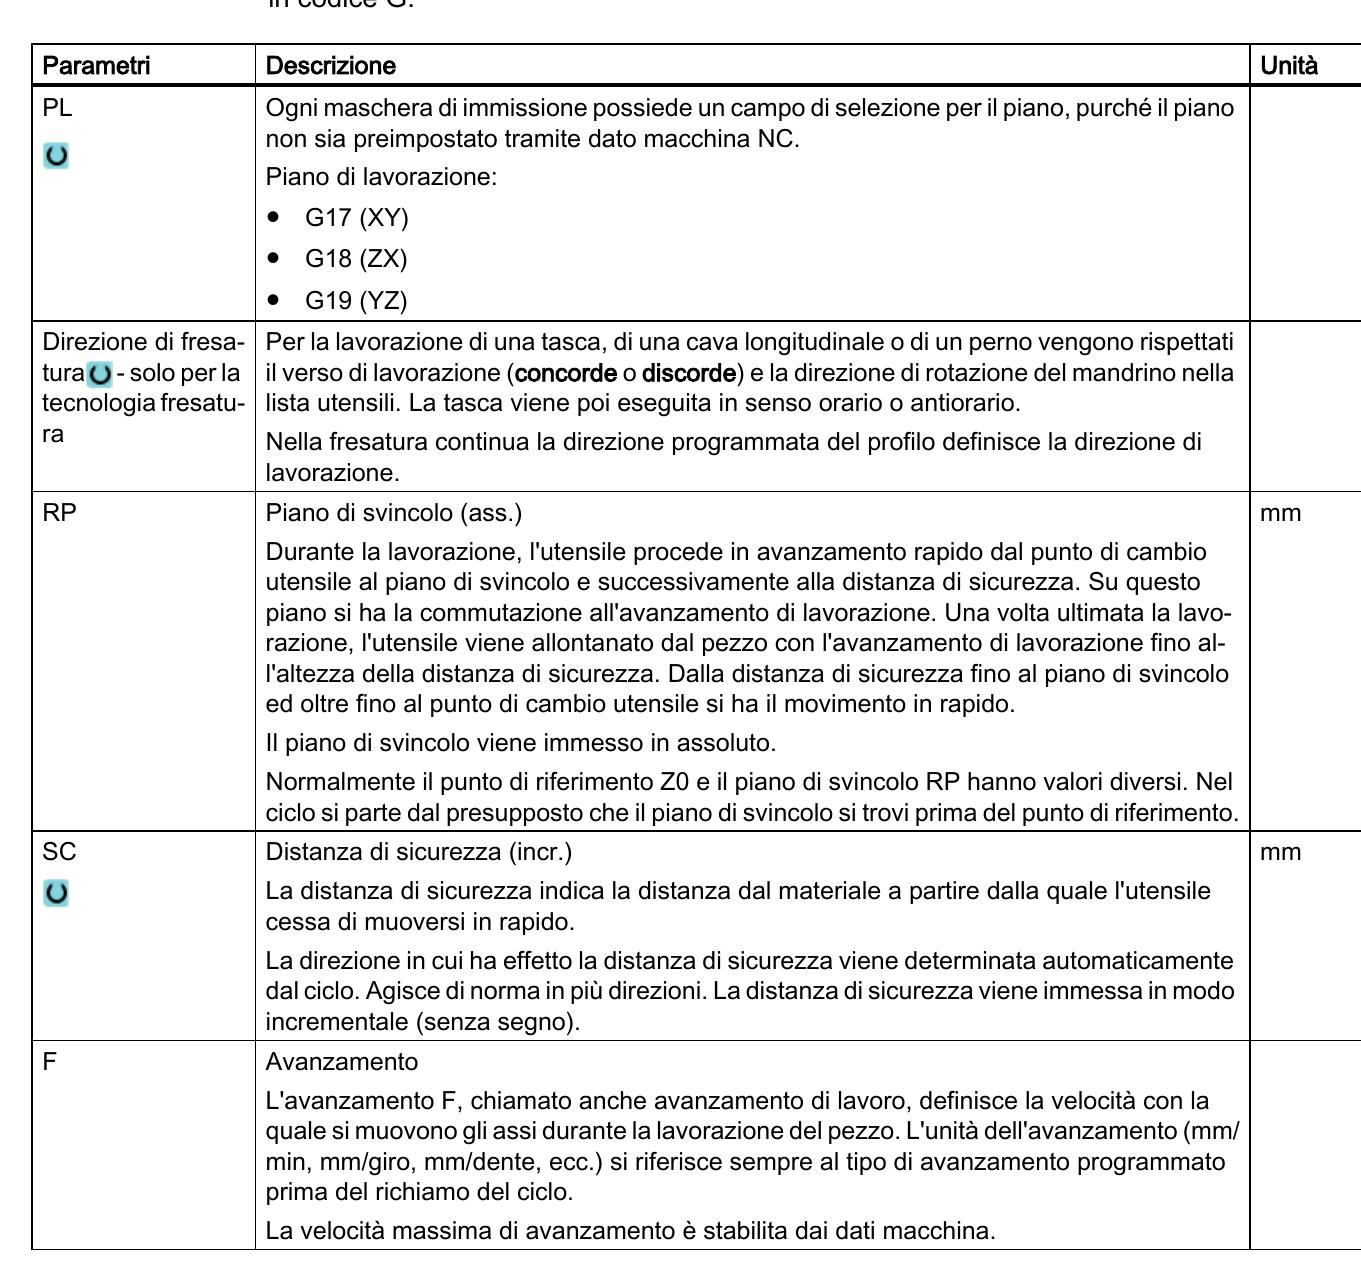 in codice G.
Parametri Descrizione Unità
PL
Ogni maschera di immissione possiede un campo di selezione per il piano, purché il piano
non sia preimpostato tramite dato macchina NC.
Piano di lavorazione:
● G17 (XY)
● G18 (ZX)
● G19 (YZ)
Direzione di fresa-
tura - solo per la
tecnologia fresatu-
ra
Per la lavorazione di una tasca, di una cava longitudinale o di un perno vengono rispettati
il verso di lavorazione (concorde o discorde) e la direzione di rotazione del mandrino nella
lista utensili. La tasca viene poi eseguita in senso orario o antiorario.
Nella fresatura continua la direzione programmata del profilo definisce la direzione di
lavorazione.
RP
Piano di svincolo (ass.)
Durante la lavorazione, l'utensile procede in avanzamento rapido dal punto di cambio
utensile al piano di svincolo e successivamente alla distanza di sicurezza. Su questo
piano si ha la commutazione all'avanzamento di lavorazione. Una volta ultimata la lavo-
razione, l'utensile viene allontanato dal pezzo con l'avanzamento di lavorazione fino al-
l'altezza della distanza di sicurezza. Dalla distanza di sicurezza fino al piano di svincolo
ed oltre fino al punto di cambio utensile si ha il movimento in rapido.
Il piano di svincolo viene immesso in assoluto.
Normalmente il punto di riferimento Z0 e il piano di svincolo RP hanno valori diversi. Nel
ciclo si parte dal presupposto che il piano di svincolo si trovi prima del punto di riferimento.
mm
SC
Distanza di sicurezza (incr.)
La distanza di sicurezza indica la distanza dal materiale a partire dalla quale l'utensile
cessa di muoversi in rapido.
La direzione in cui ha effetto la distanza di sicurezza viene determinata automaticamente
dal ciclo. Agisce di norma in più direzioni. La distanza di sicurezza viene immessa in modo
incrementale (senza segno).
mm
F
Avanzamento
L'avanzamento F, chiamato anche avanzamento di lavoro, definisce la velocità con la
quale si muovono gli assi durante la lavorazione del pezzo. L'unità dell'avanzamento (mm/
min, mm/giro, mm/dente, ecc.) si riferisce sempre al tipo di avanzamento programmato
prima del richiamo del ciclo.
La velocità massima di avanzamento è stabilita dai dati macchina.